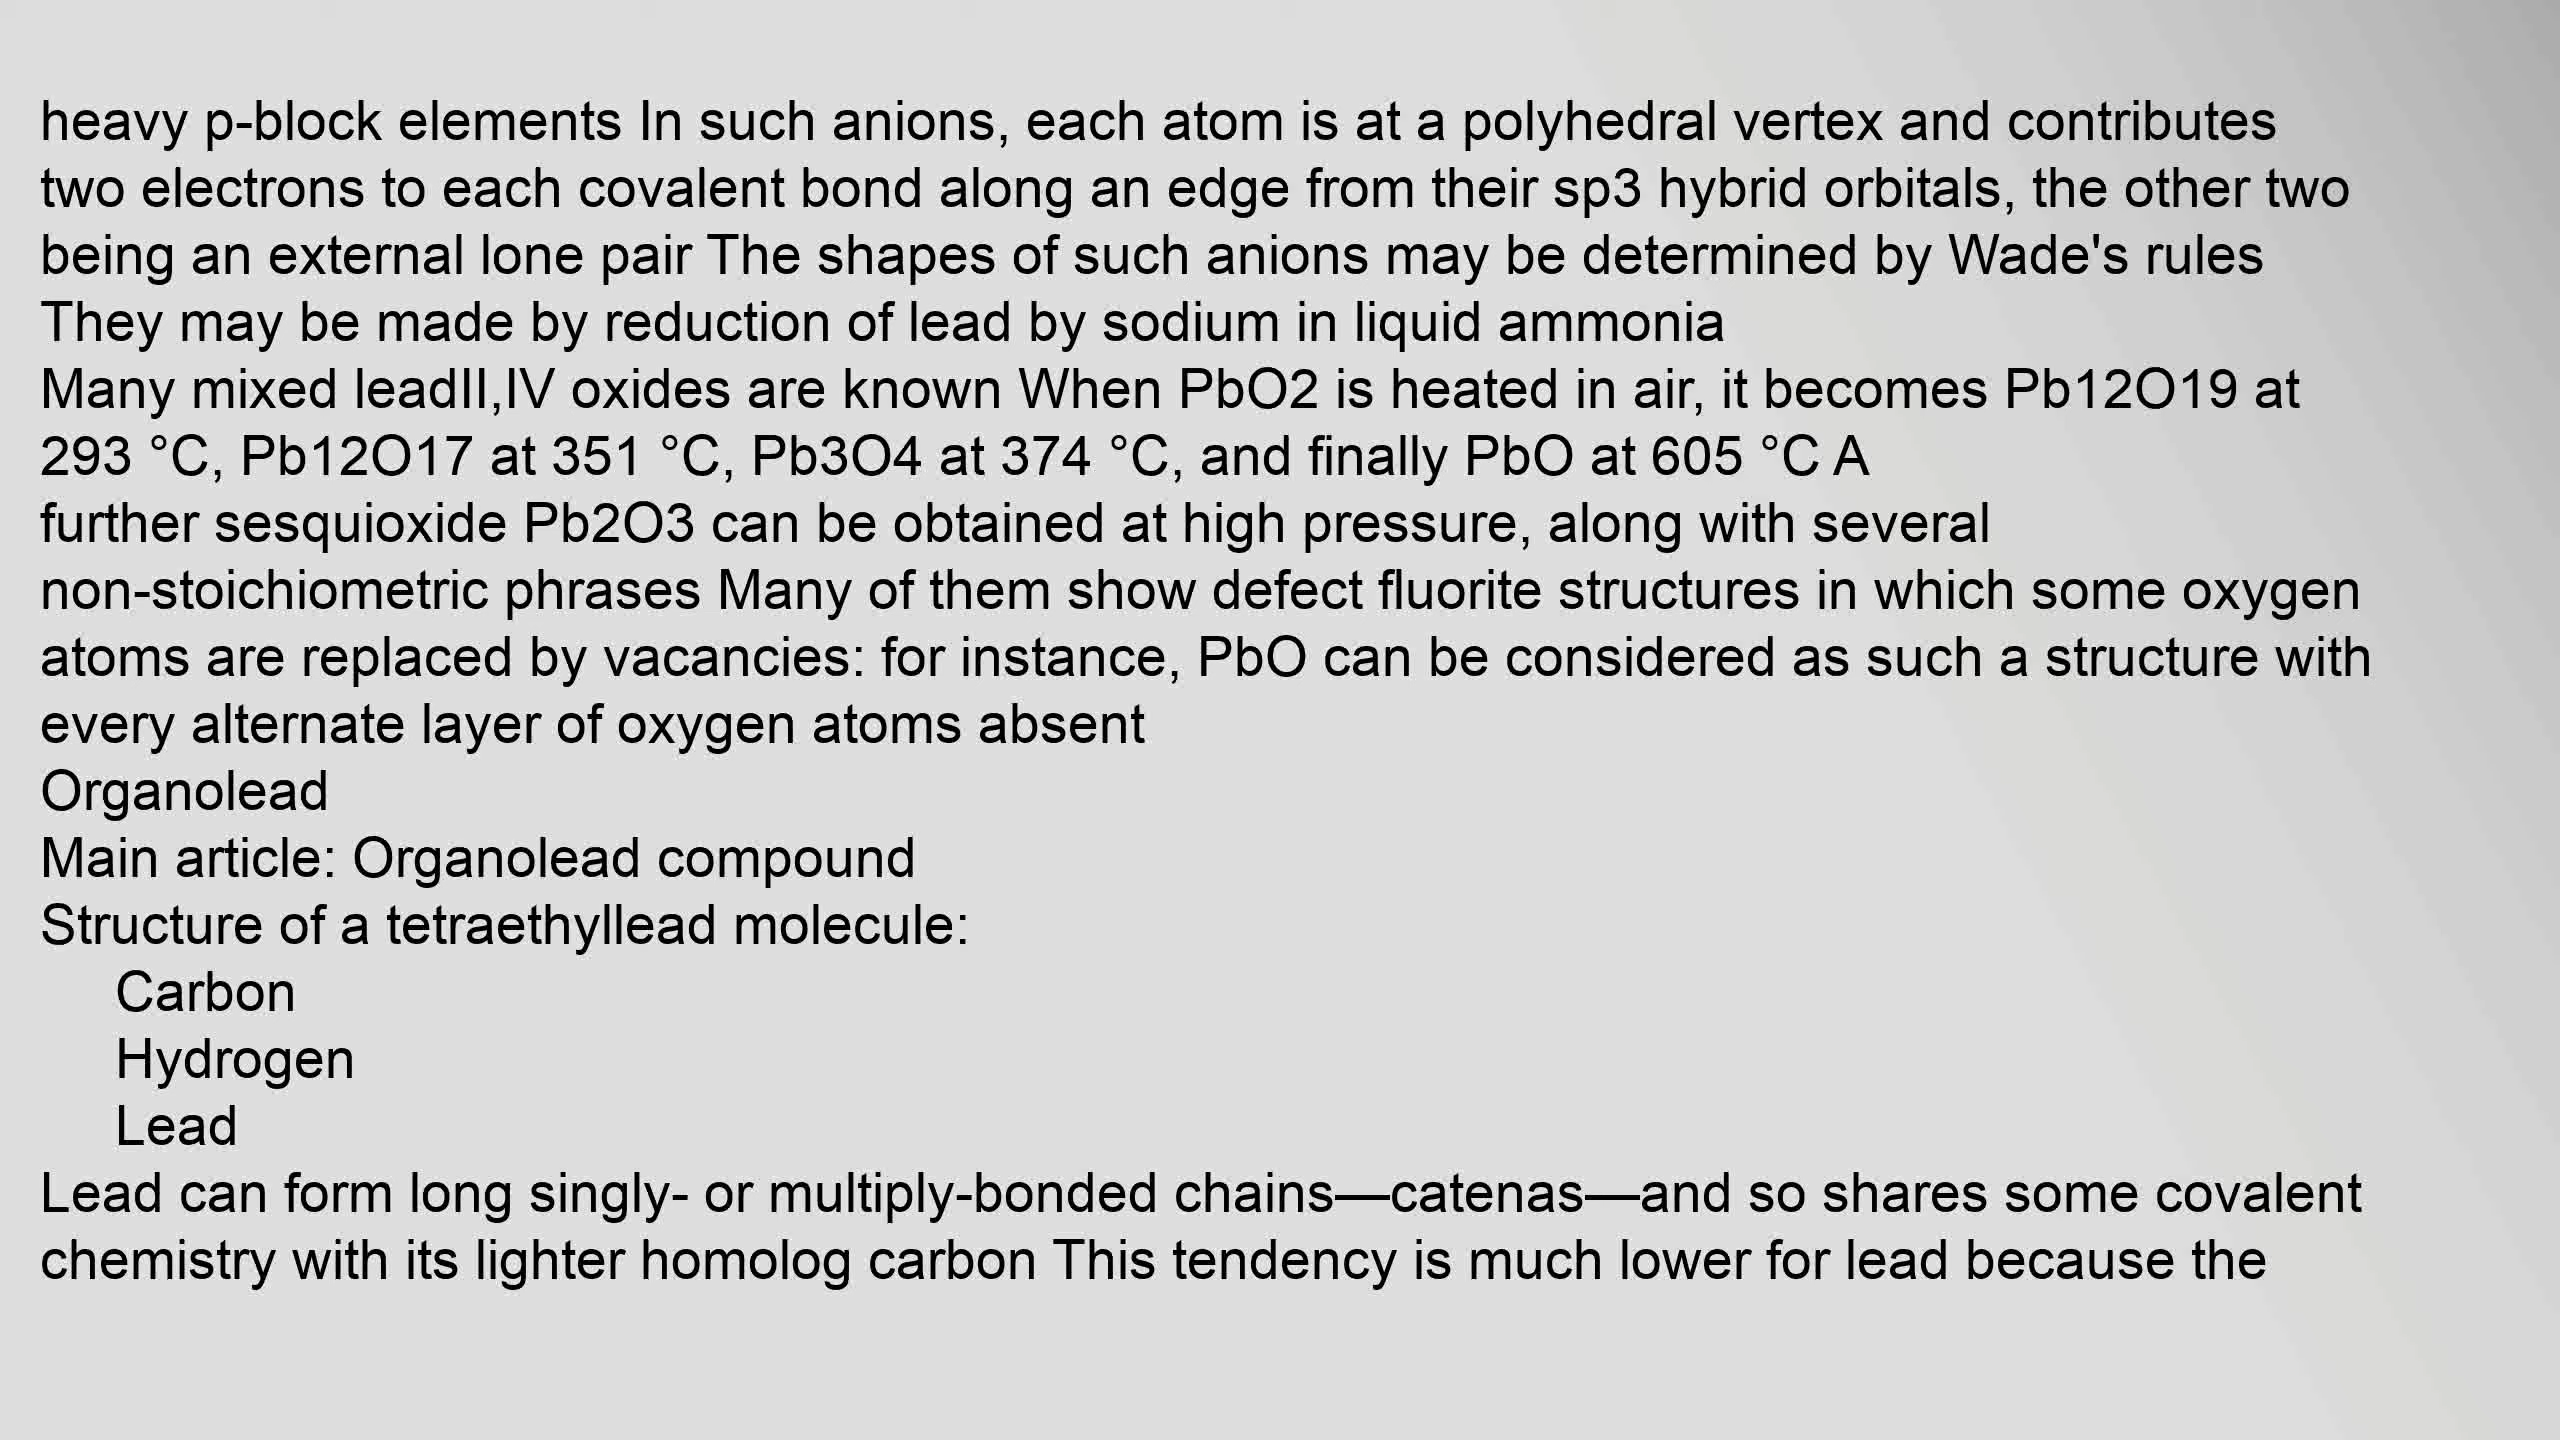 heavy p-block elements In such anions, each atom is at a polyhedral vertex and contributes
two electrons to each covalent bond along an edge from their sp3 hybrid orbitals, the other two
being an external lone pair The shapes of such anions may be determined by Wade's rules
They may be made by reduction of lead by sodium in liquid ammonia
Many mixed leadII,IV oxides are known When PbO2 is heated in air, it becomes Pb12O19 at
293 °C, Pb12O17 at 351 °C, Pb3O4 at 374 °C, and finally PbO at 605 °C A
further sesquioxide Pb2O3 can be obtained at high pressure, along with several
non-stoichiometric phrases Many of them show defect fluorite structures in which some oxygen
atoms are replaced by vacancies: for instance, PbO can be considered as such a structure with
every alternate layer of oxygen atoms absent
Organolead
Main article: Organolead compound
Structure of a tetraethyllead molecule:
Carbon
Hydrogen
Lead
Lead can form long singly- or multiply-bonded chains—catenas—and so shares some covalent
chemistry with its lighter homolog carbon This tendency is much lower for lead because the